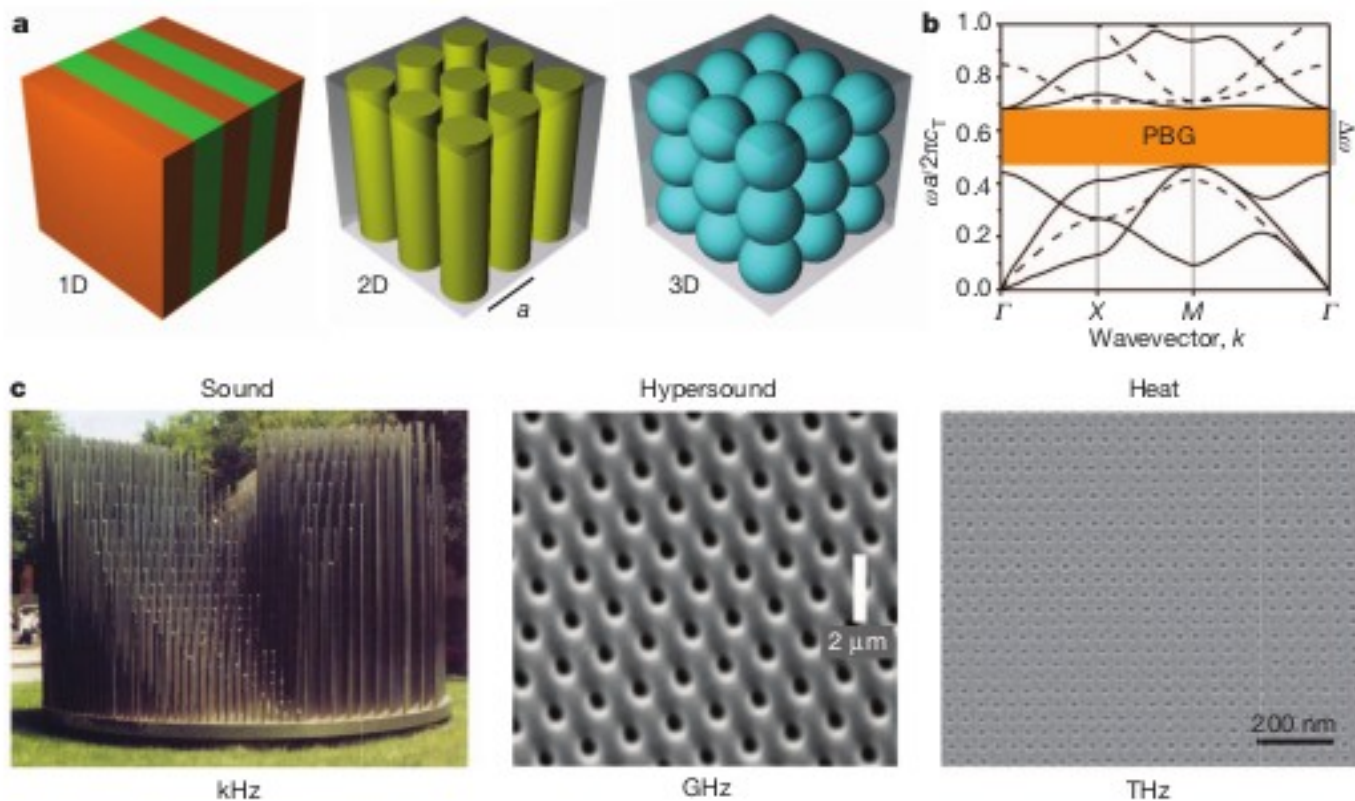 a
1D
2D
a
3D
b
1.0
0.8
0.6
0.4
0.2
0.0
ωa/2πc_T
PBG
Δω
Γ
X
M
Γ
Wavevector, k
c
Sound
Hypersound
Heat
2 μm
200 nm
kHz
GHz
THz